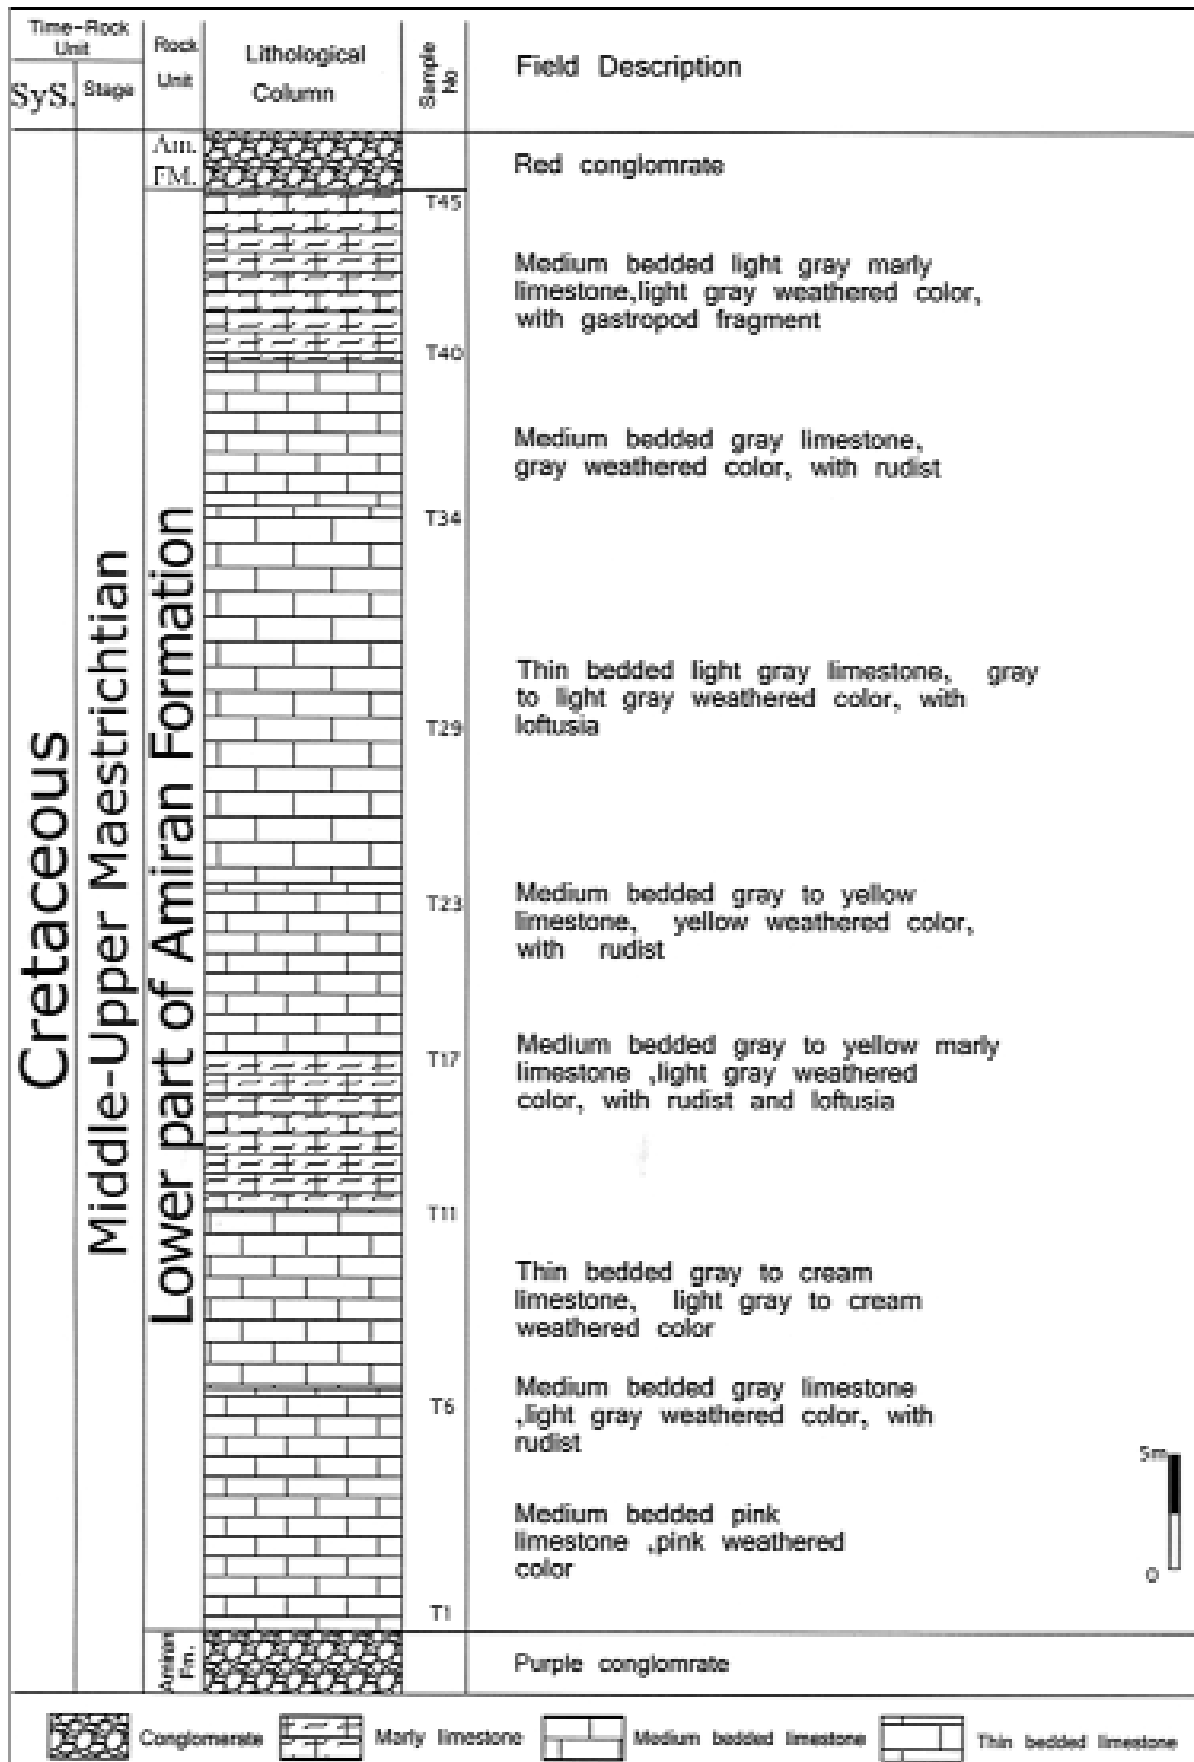 Time-Rock
Unit
SyS.
Stage
Rock
Unit
Lithological
Column
Sample
No
Field Description
Am.
FM.
Red conglomrate
T45
Medium bedded light gray marly
limestone,light gray weathered color,
with gastropod fragment
T40
Medium bedded gray limestone,
gray weathered color, with rudist
T34
Thin bedded light gray limestone, gray
to light gray weathered color, with
loftusia
T29
Medium bedded gray to yellow
limestone, yellow weathered color,
with rudist
T23
Medium bedded gray to yellow marly
limestone ,light gray weathered
color, with rudist and loftusia
T17
T11
Thin bedded gray to cream
limestone, light gray to cream
weathered color
Medium bedded gray limestone
,light gray weathered color, with
rudist
T6
Medium bedded pink
limestone ,pink weathered
color
T1
Cretaceous
Middle-Upper Maestrichtian
Lower part of Amiran Formation
5m
0
Amiran
Fm.
Purple conglomrate
Conglomerate
Marly limestone
Medium bedded limestone
Thin bedded limestone